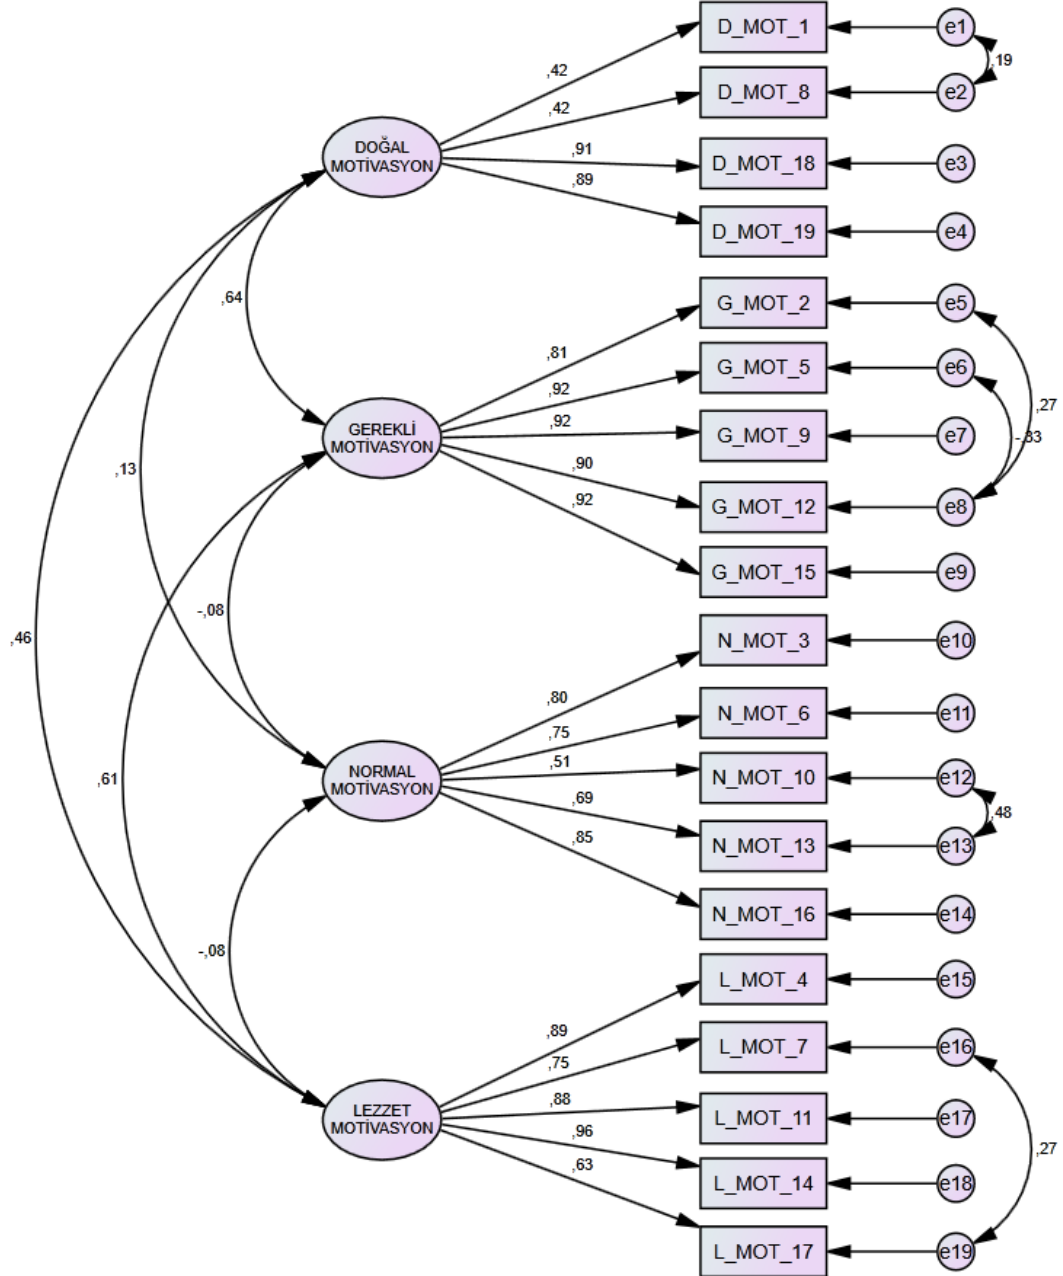 D_MOT_1
e1
,42
,19
D_MOT_8
e2
,42
DOĞAL
MOTİVASYON
,91
D_MOT_18
e3
,89
D_MOT_19
e4
,64
G_MOT_2
e5
,81
G_MOT_5
e6
,92
,27
GEREKLİ
MOTİVASYON
,92
G_MOT_9
e7
-,33
,13
,90
G_MOT_12
e8
,92
G_MOT_15
e9
-,08
,46
N_MOT_3
e10
,80
N_MOT_6
e11
,75
,61
NORMAL
MOTİVASYON
,51
N_MOT_10
e12
,69
,48
N_MOT_13
e13
,85
N_MOT_16
e14
-,08
L_MOT_4
e15
,89
L_MOT_7
e16
,75
LEZZET
MOTİVASYON
,88
L_MOT_11
e17
,96
,27
L_MOT_14
e18
,63
L_MOT_17
e19